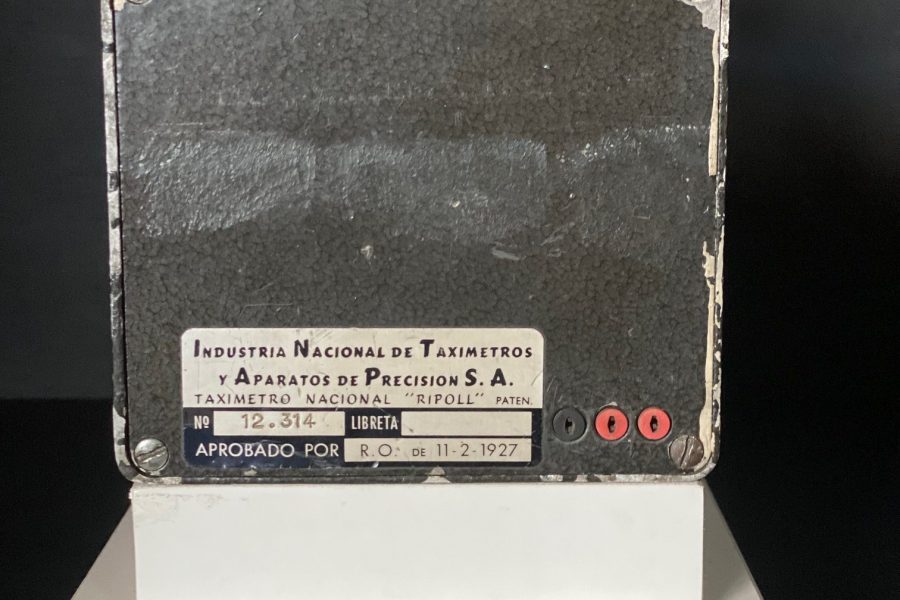 INDUSTRIA NACIONAL DE TAXIMETROS
Y APARATOS DE PRECISION S. A.
TAXIMETRO NACIONAL "RIPOLL" PATEN.
Nº 12.314 LIBRETA
APROBADO POR R.O. DE 11-2-1927